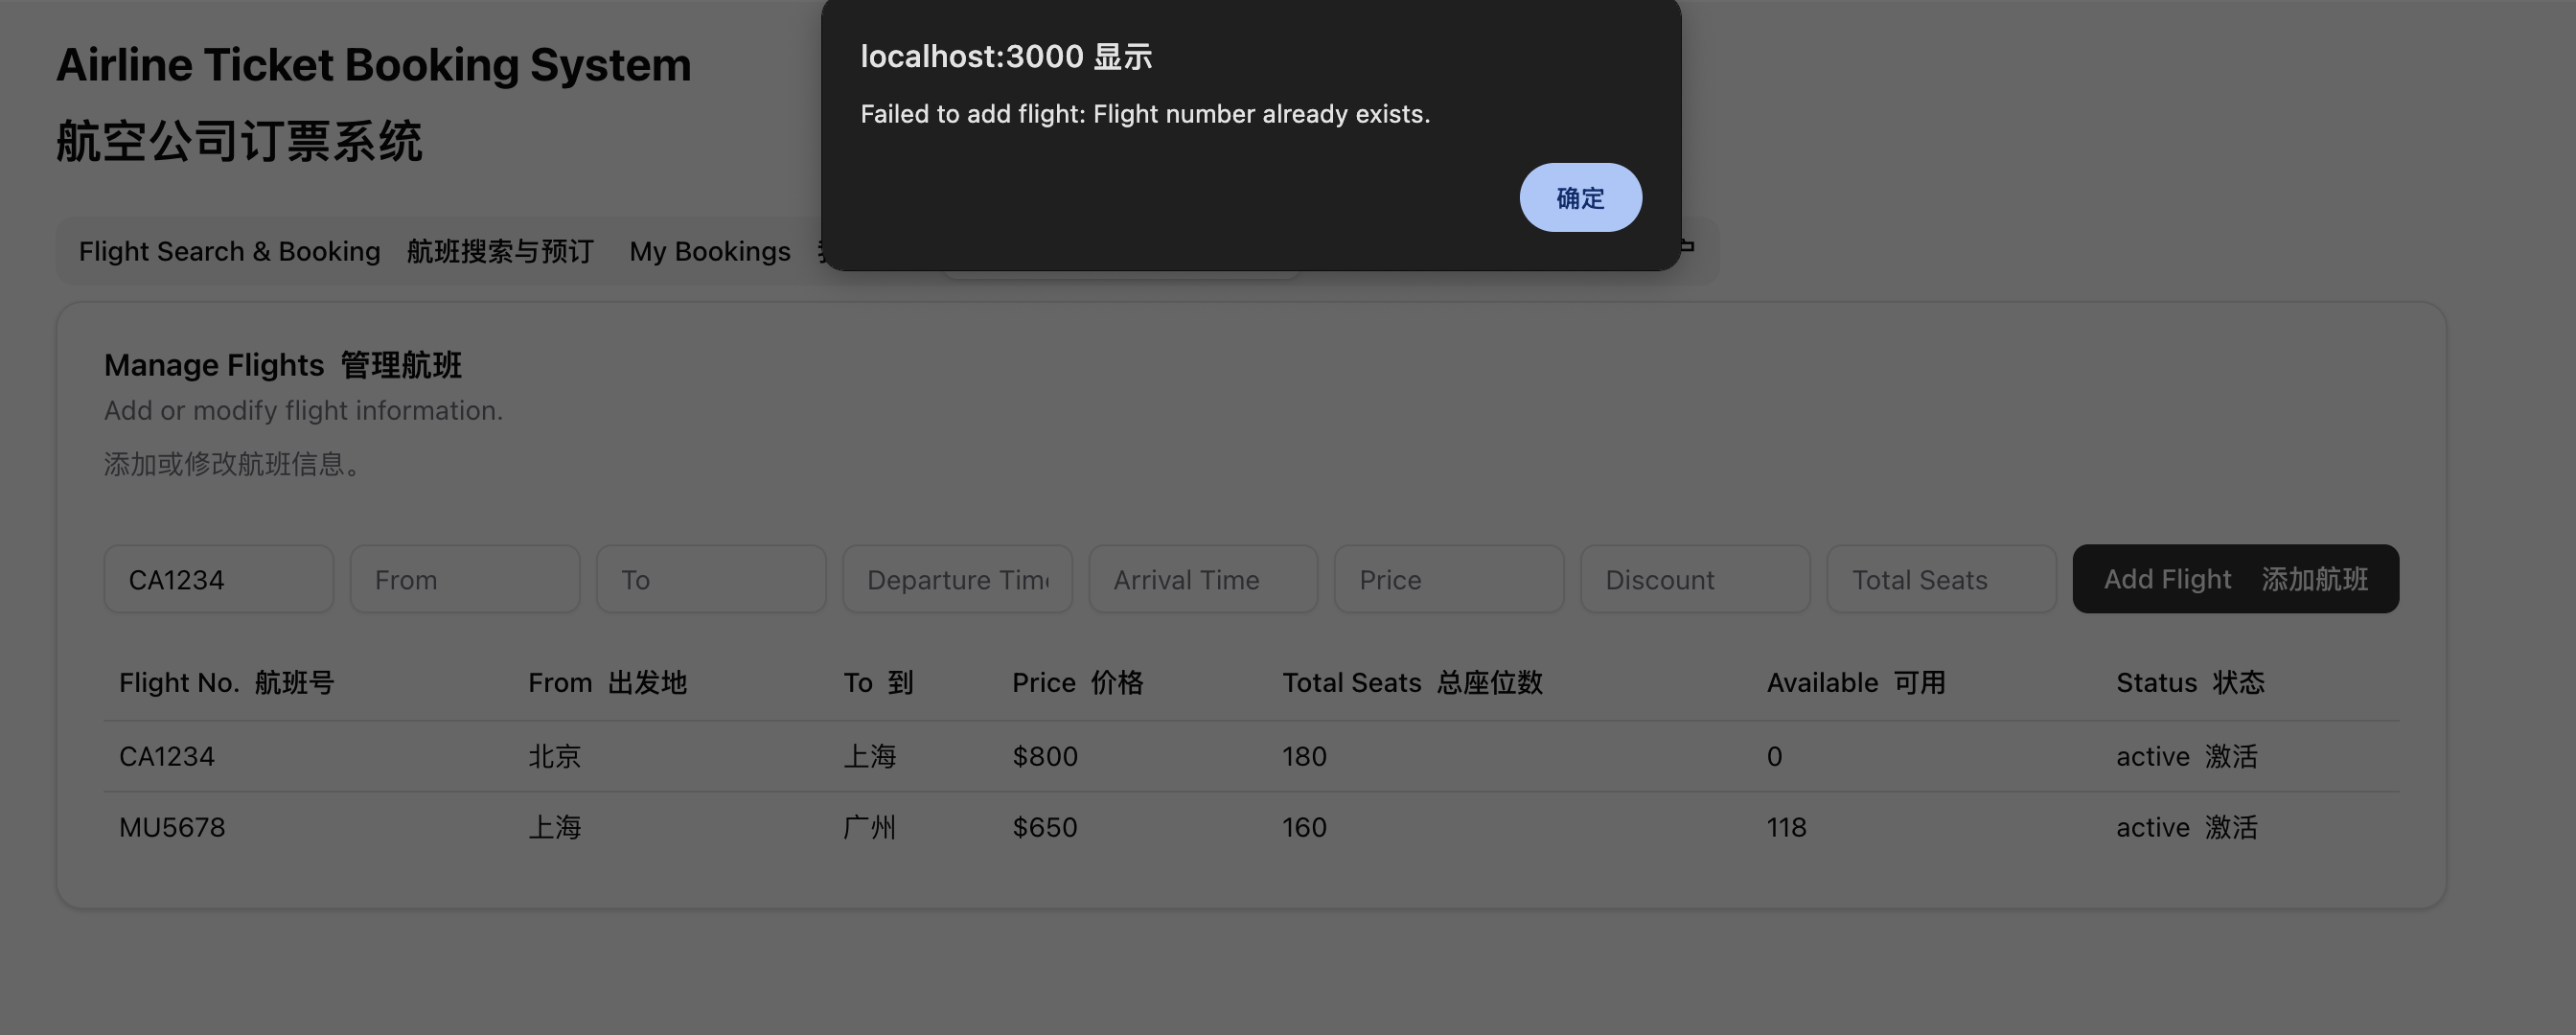 localhost:3000 显示
Failed to add flight: Flight number already exists.
确定
Airline Ticket Booking System
航空公司订票系统
Flight Search & Booking 航班搜索与预订 My Bookings
Manage Flights 管理航班
Add or modify flight information.
添加或修改航班信息。
CA1234 From To Departure Tim Arrival Time Price Discount Total Seats Add Flight 添加航班
Flight No. 航班号 From 出发地 To 到 Price 价格 Total Seats 总座位数 Available 可用 Status 状态
CA1234 北京 上海 $800 180 0 active 激活
MU5678 上海 广州 $650 160 118 active 激活